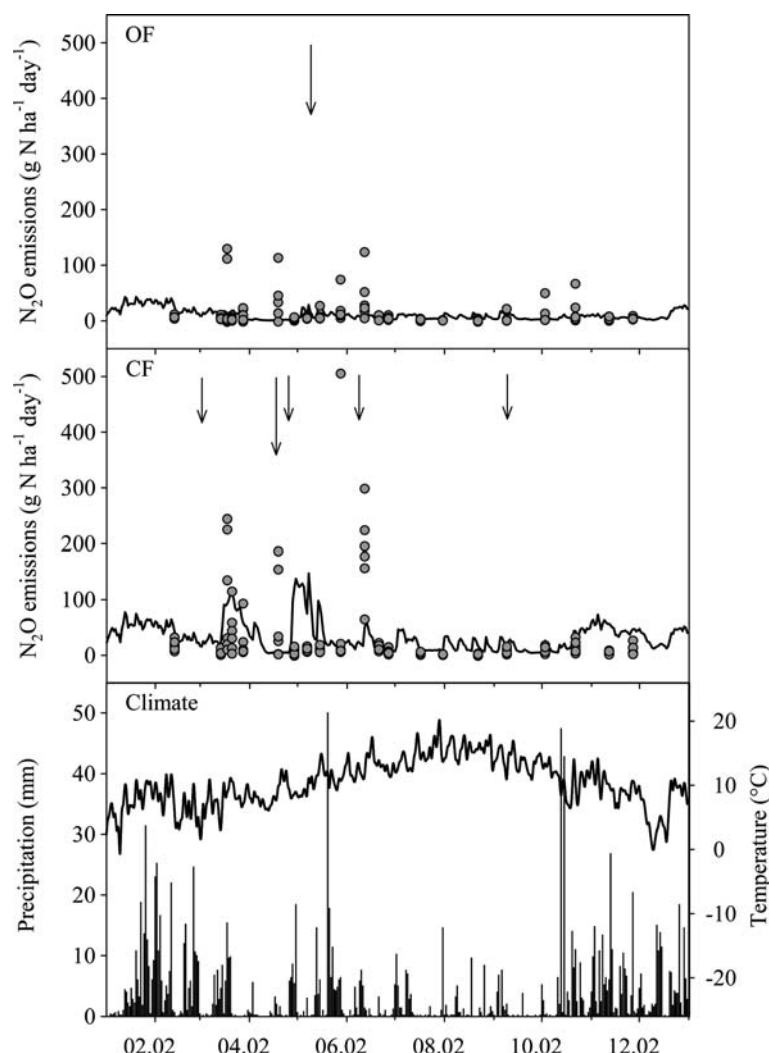 OF
N₂O emissions (g N ha⁻¹ day⁻¹)
500
400
300
200
100
0
CF
N₂O emissions (g N ha⁻¹ day⁻¹)
500
400
300
200
100
0
Climate
Precipitation (mm)
50
40
30
20
10
0
Temperature (°C)
20
10
0
-10
-20
02.02 04.02 06.02 08.02 10.02 12.02